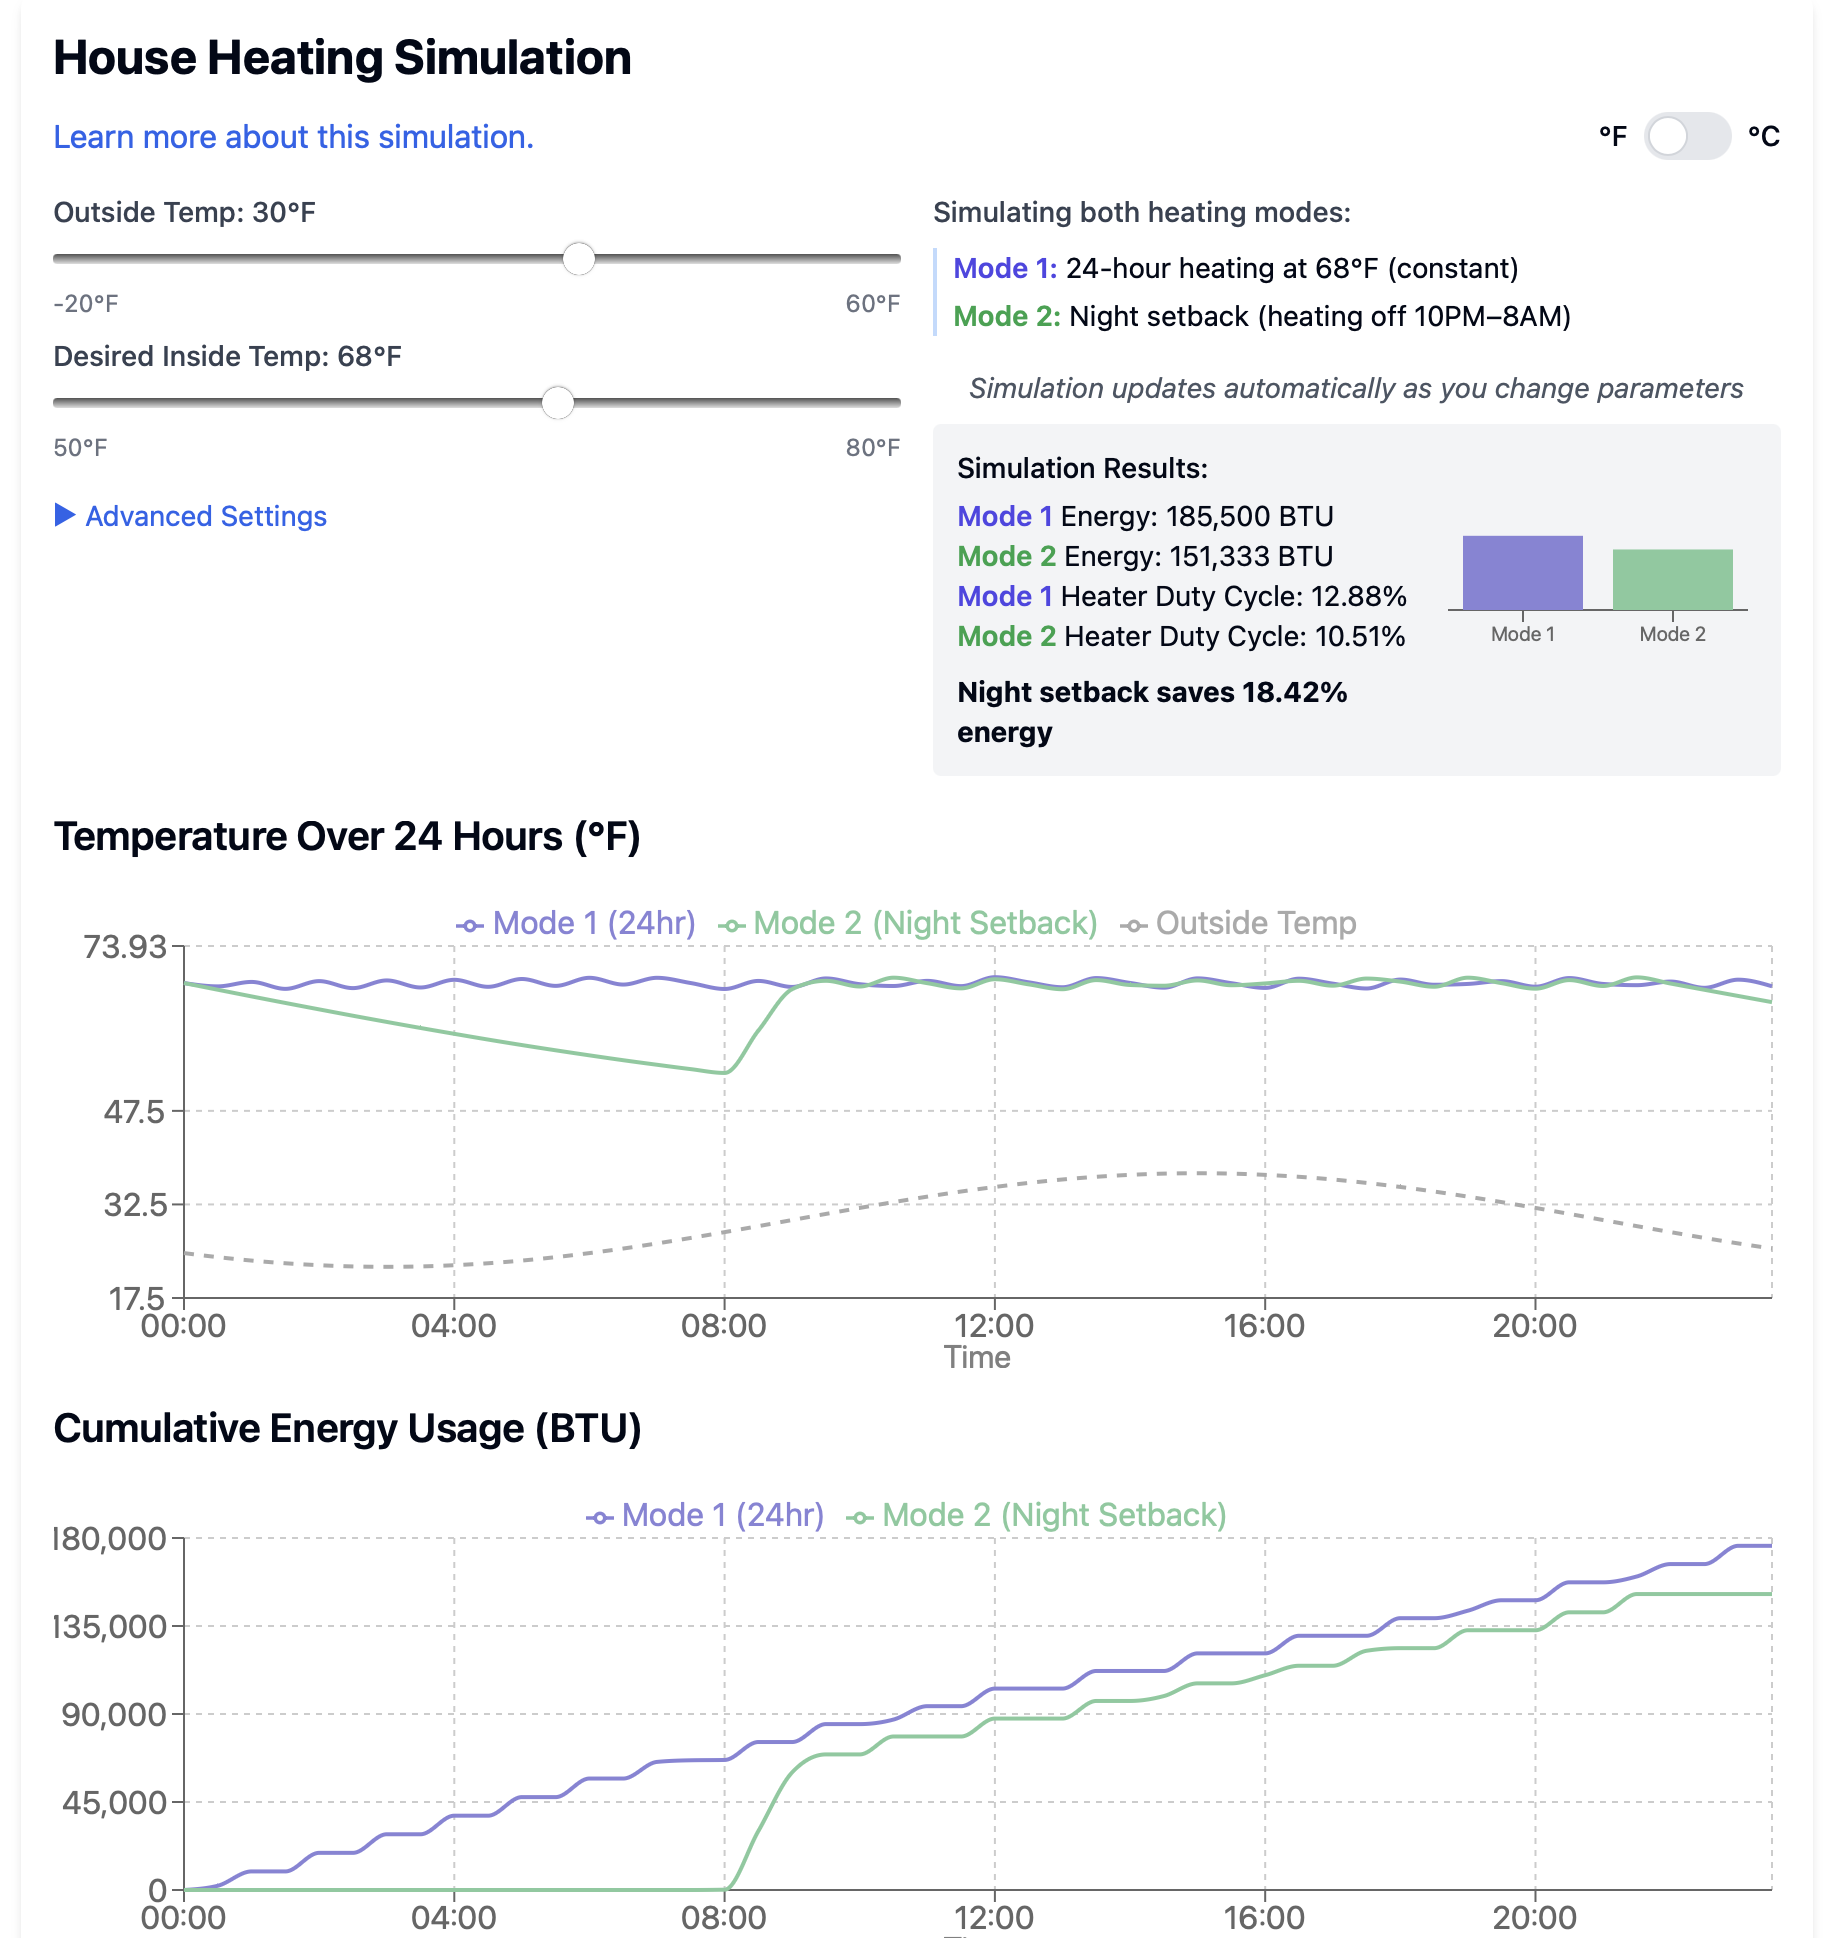 House Heating Simulation
Learn more about this simulation.
°F °C
Outside Temp: 30°F
-20°F 60°F
Desired Inside Temp: 68°F
50°F 80°F
▶ Advanced Settings
Simulating both heating modes:
Mode 1: 24-hour heating at 68°F (constant)
Mode 2: Night setback (heating off 10PM–8AM)
Simulation updates automatically as you change parameters
Simulation Results:
Mode 1 Energy: 185,500 BTU
Mode 2 Energy: 151,333 BTU
Mode 1 Heater Duty Cycle: 12.88%
Mode 2 Heater Duty Cycle: 10.51%
Night setback saves 18.42%
energy
Mode 1 Mode 2
Temperature Over 24 Hours (°F)
Mode 1 (24hr) Mode 2 (Night Setback) Outside Temp
73.93
47.5
32.5
17.5
00:00 04:00 08:00 12:00 16:00 20:00
Time
Cumulative Energy Usage (BTU)
Mode 1 (24hr) Mode 2 (Night Setback)
180,000
135,000
90,000
45,000
0
00:00 04:00 08:00 12:00 16:00 20:00